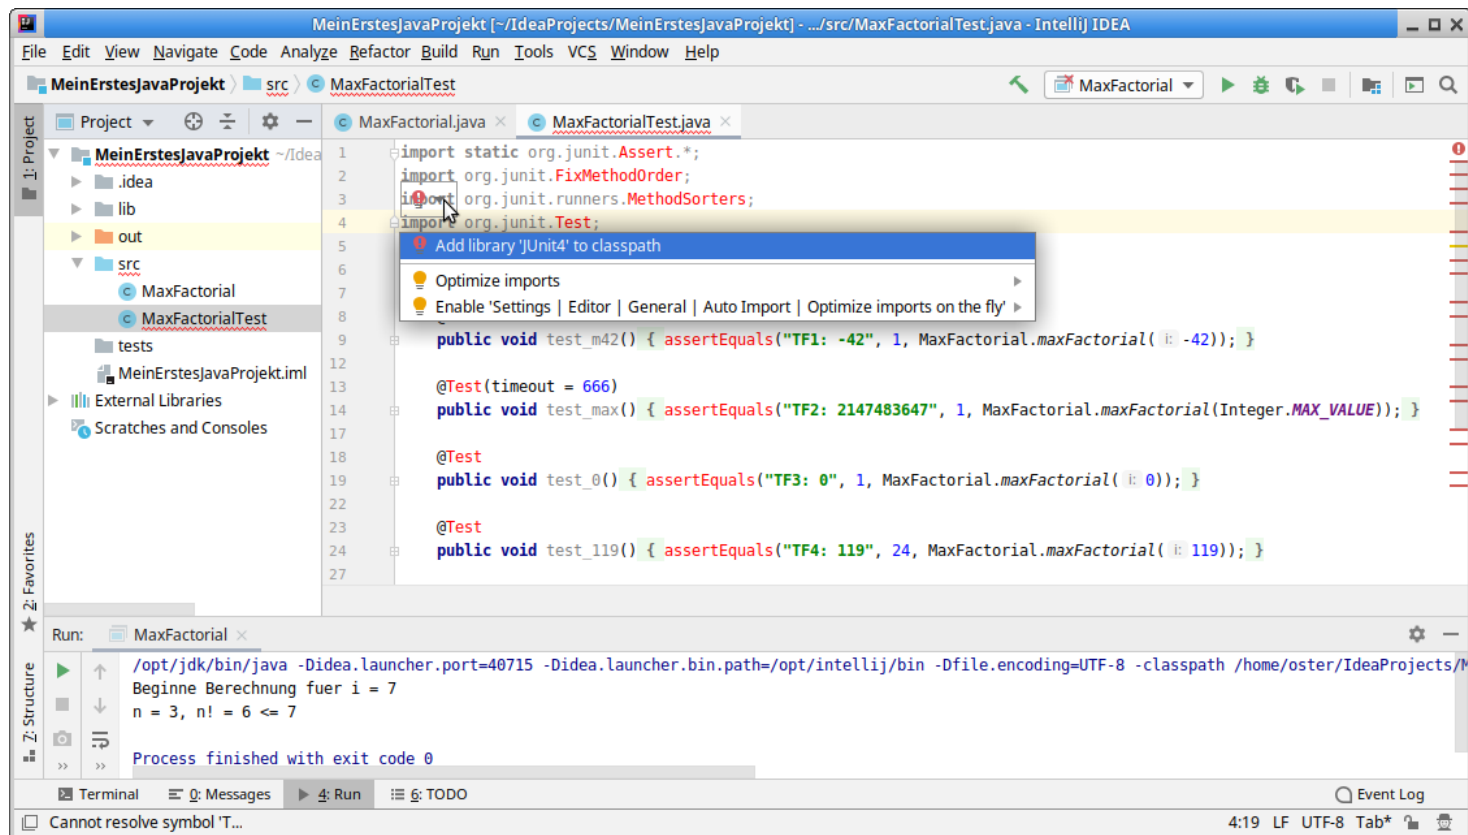 MeinErstesJavaProjekt [~/IdeaProjects/MeinErstesJavaProjekt] - .../src/MaxFactorialTest.java - IntelliJ IDEA
File Edit View Navigate Code Analyze Refactor Build Run Tools VCS Window Help
MeinErstesJavaProjekt src MaxFactorialTest
MaxFactorial
1: Project
Project
MaxFactorial.java
MaxFactorialTest.java
MeinErstesJavaProjekt ~/Idea
.idea
lib
out
src
MaxFactorial
MaxFactorialTest
tests
MeinErstesJavaProjekt.iml
External Libraries
Scratches and Consoles
1 import static org.junit.Assert.*;
2 import org.junit.FixMethodOrder;
3 import org.junit.runners.MethodSorters;
4 import org.junit.Test;
5
6
7
8
Add library 'JUnit4' to classpath
Optimize imports
Enable 'Settings | Editor | General | Auto Import | Optimize imports on the fly'
9 public void test_m42() { assertEquals("TF1: -42", 1, MaxFactorial.maxFactorial( i: -42)); }
12
13 @Test(timeout = 666)
14 public void test_max() { assertEquals("TF2: 2147483647", 1, MaxFactorial.maxFactorial(Integer.MAX_VALUE)); }
17
18 @Test
19 public void test_0() { assertEquals("TF3: 0", 1, MaxFactorial.maxFactorial( i: 0)); }
22
23 @Test
24 public void test_119() { assertEquals("TF4: 119", 24, MaxFactorial.maxFactorial( i: 119)); }
27
2: Favorites
7: Structure
Run: MaxFactorial
/opt/jdk/bin/java -Didea.launcher.port=40715 -Didea.launcher.bin.path=/opt/intellij/bin -Dfile.encoding=UTF-8 -classpath /home/oster/IdeaProjects/M
Beginne Berechnung fuer i = 7
n = 3, n! = 6 <= 7
Process finished with exit code 0
Terminal 0: Messages 4: Run 6: TODO Event Log
Cannot resolve symbol 'T... 4:19 LF UTF-8 Tab*